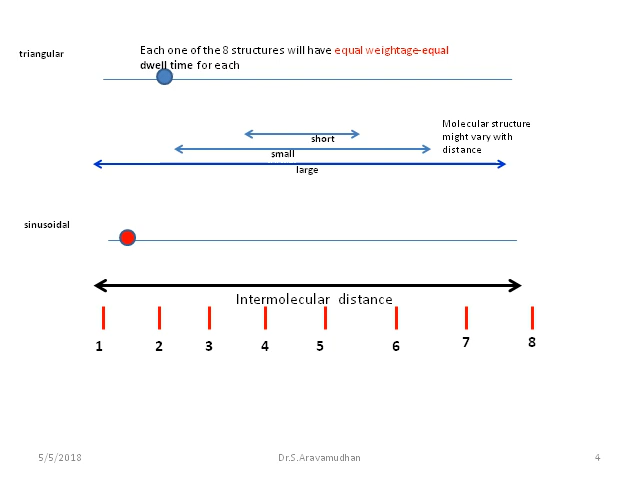 triangular
Each one of the 8 structures will have equal weightage-equal
dwell time for each
short
small
large
Molecular structure
might vary with
distance
sinusoidal
Intermolecular distance
1 2 3 4 5 6 7 8
5/5/2018 Dr.S.Aravamudhan 4